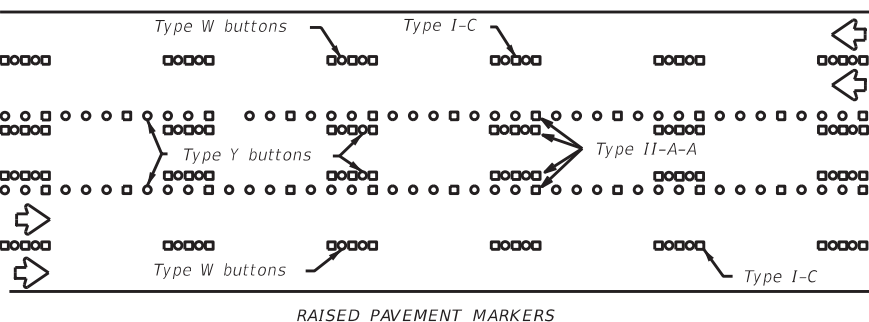 Type W buttons
Type I-C
Type Y buttons
Type II-A-A
Type W buttons
Type I-C
RAISED PAVEMENT MARKERS